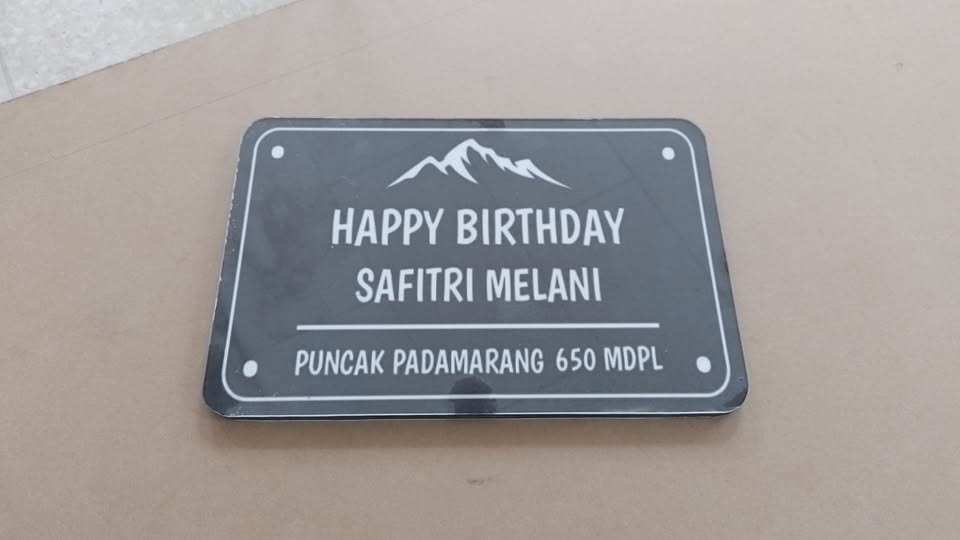 HAPPY BIRTHDAY
SAFITRI MELANI
PUNCAK PADAMARANG 650 MDPL